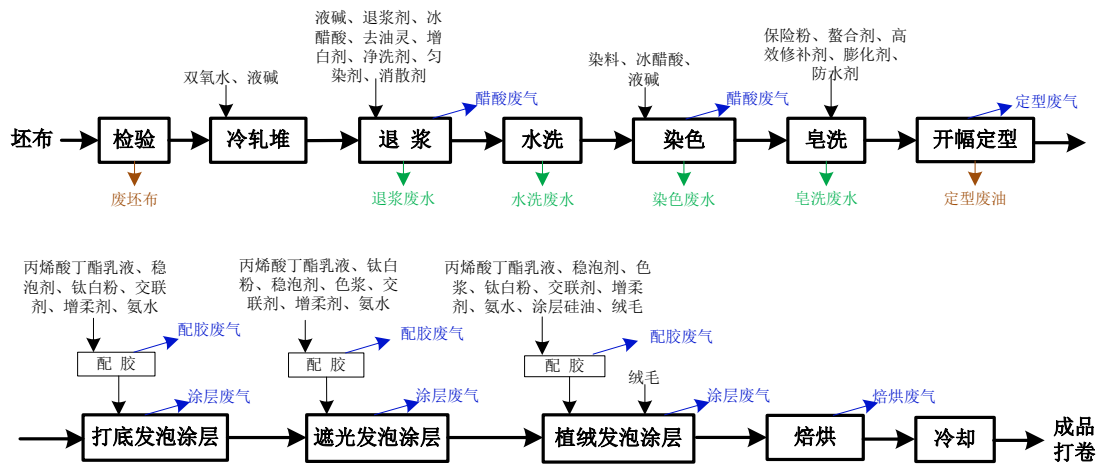 液碱、退浆剂、冰
醋酸、去油灵、增
白剂、净洗剂、匀
染剂、消散剂
双氧水、液碱
染料、冰醋酸、
液碱
保险粉、螯合剂、高
效修补剂、膨化剂、
防水剂
醋酸废气
醋酸废气
定型废气
坯布
检验
冷轧堆
退 浆
水洗
染色
皂洗
开幅定型
废坯布
退浆废水
水洗废水
染色废水
皂洗废水
定型废油
丙烯酸丁酯乳液、稳
泡剂、钛白粉、交联
剂、增柔剂、氨水
丙烯酸丁酯乳液、钛白
粉、稳泡剂、色浆、交
联剂、增柔剂、氨水
丙烯酸丁酯乳液、稳泡剂、色
浆、钛白粉、交联剂、增柔
剂、氨水、涂层硅油、绒毛
配胶废气
配胶废气
配胶废气
配 胶
配 胶
配 胶
绒毛
涂层废气
涂层废气
涂层废气
焙烘废气
打底发泡涂层
遮光发泡涂层
植绒发泡涂层
焙烘
冷却
成品
打卷